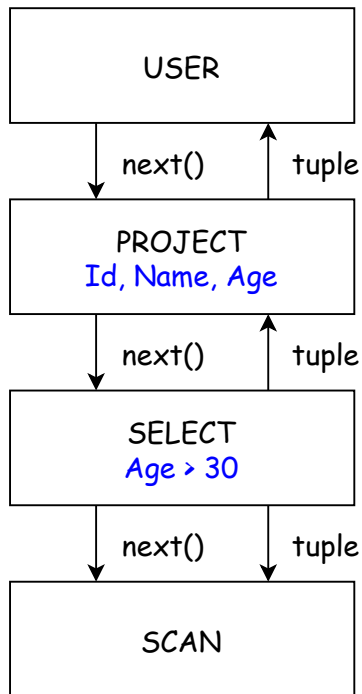 USER
next() tuple
PROJECT
Id, Name, Age
next() tuple
SELECT
Age > 30
next() tuple
SCAN